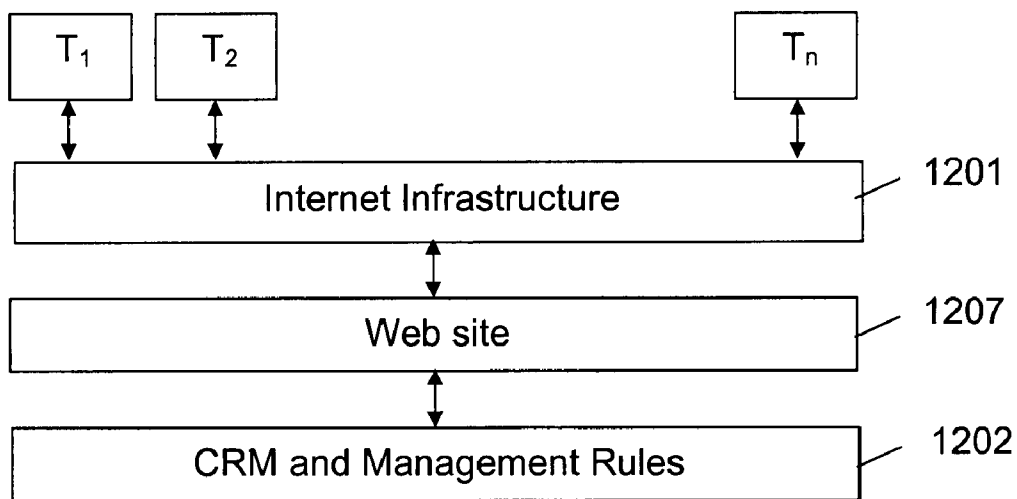 T₁ T₂ Tₙ
Internet Infrastructure 1201
Web site 1207
CRM and Management Rules 1202